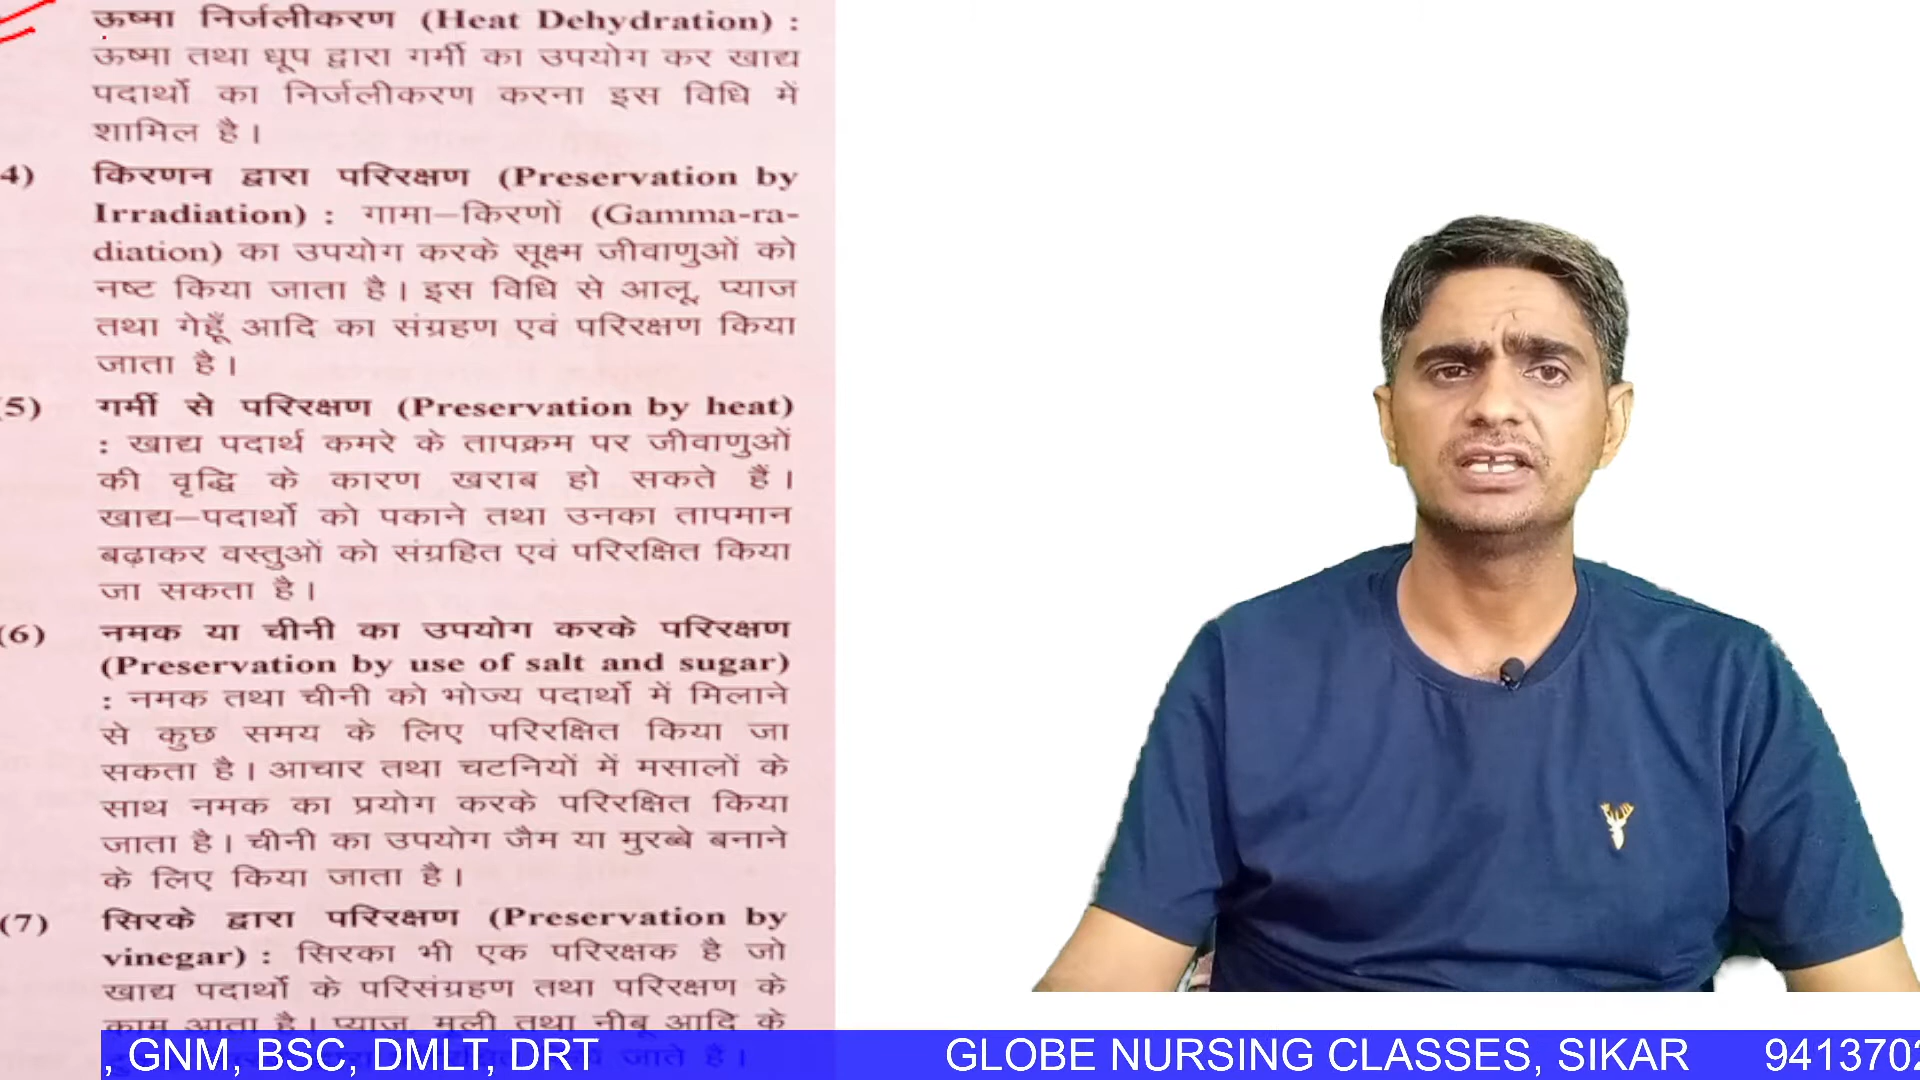 ऊष्मा निर्जलीकरण (Heat Dehydration) :
ऊष्मा तथा धूप द्वारा गर्मी का उपयोग कर खाद्य
पदार्थो का निर्जलीकरण करना इस विधि में
शामिल है।
4) किरणन द्वारा परिरक्षण (Preservation by
Irradiation) : गामा–किरणों (Gamma-ra-
diation) का उपयोग करके सूक्ष्म जीवाणुओं को
नष्ट किया जाता है। इस विधि से आलू, प्याज
तथा गेहूँ आदि का संग्रहण एवं परिरक्षण किया
जाता है।
(5) गर्मी से परिरक्षण (Preservation by heat)
: खाद्य पदार्थ कमरे के तापक्रम पर जीवाणुओं
की वृद्धि के कारण खराब हो सकते हैं।
खाद्य–पदार्थो को पकाने तथा उनका तापमान
बढ़ाकर वस्तुओं को संग्रहित एवं परिरक्षित किया
जा सकता है।
(6) नमक या चीनी का उपयोग करके परिरक्षण
(Preservation by use of salt and sugar)
: नमक तथा चीनी को भोज्य पदार्थो में मिलाने
से कुछ समय के लिए परिरक्षित किया जा
सकता है। आचार तथा चटनियों में मसालों के
साथ नमक का प्रयोग करके परिरक्षित किया
जाता है। चीनी का उपयोग जैम या मुरब्बे बनाने
के लिए किया जाता है।
(7) सिरके द्वारा परिरक्षण (Preservation by
vinegar) : सिरका भी एक परिरक्षक है जो
खाद्य पदार्थो के परिसंग्रहण तथा परिरक्षण के
काम आता है। प्याज, मूली तथा नीबू आदि के
जाते है।
, GNM, BSC, DMLT, DRT GLOBE NURSING CLASSES, SIKAR 941370